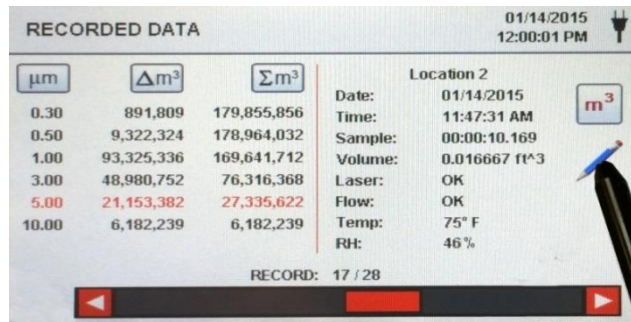 RECORDED DATA
01/14/2015
12:00:01 PM
µm Δm³ Σm³
0.30 891,809 179,855,856
0.50 9,322,324 178,964,032
1.00 93,325,336 169,641,712
3.00 48,980,752 76,316,368
5.00 21,153,382 27,335,622
10.00 6,182,239 6,182,239
Location 2
Date: 01/14/2015
Time: 11:47:31 AM
Sample: 00:00:10.169
Volume: 0.016667 ft^3
Laser: OK
Flow: OK
Temp: 75° F
RH: 46%
m³
RECORD: 17 / 28